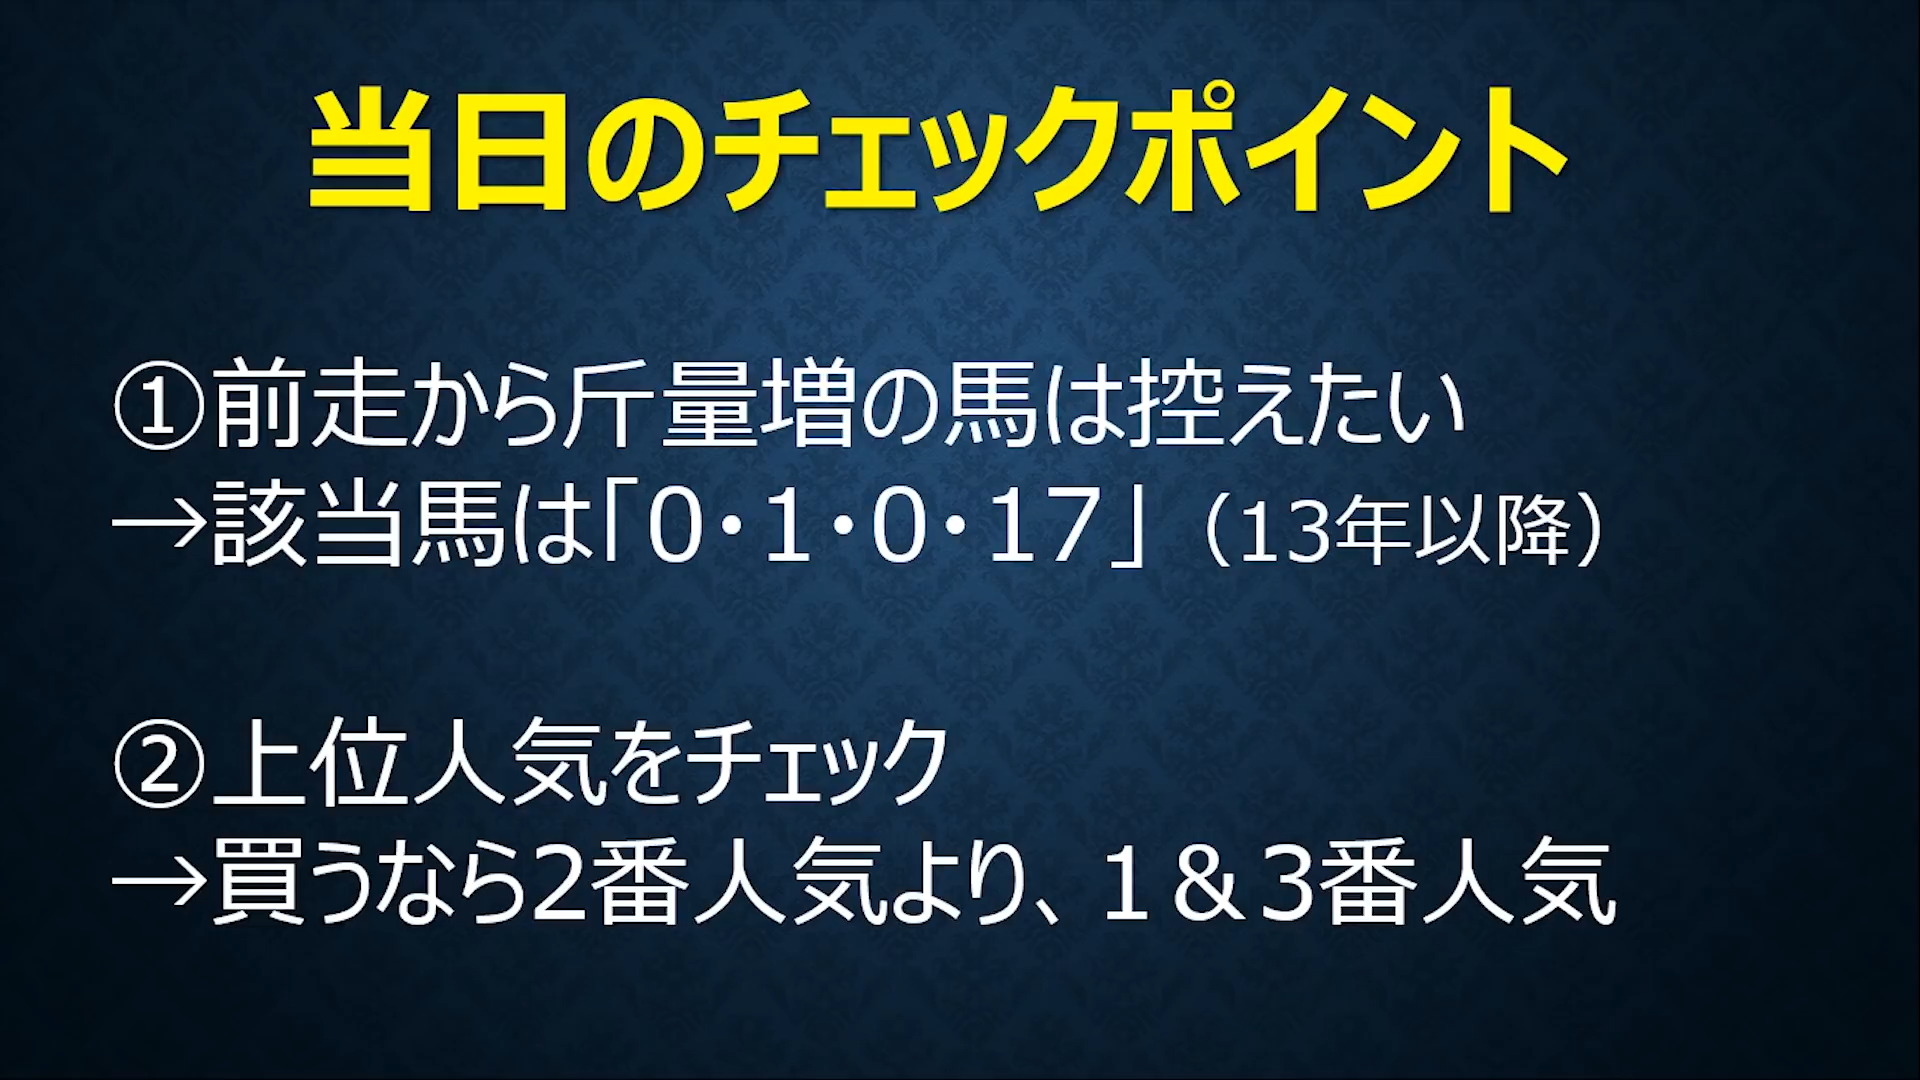 当日のチェックポイント
①前走から斤量増の馬は控えたい
→該当馬は「0・1・0・17」（13年以降）
②上位人気をチェック
→買うなら2番人気より、1＆3番人気